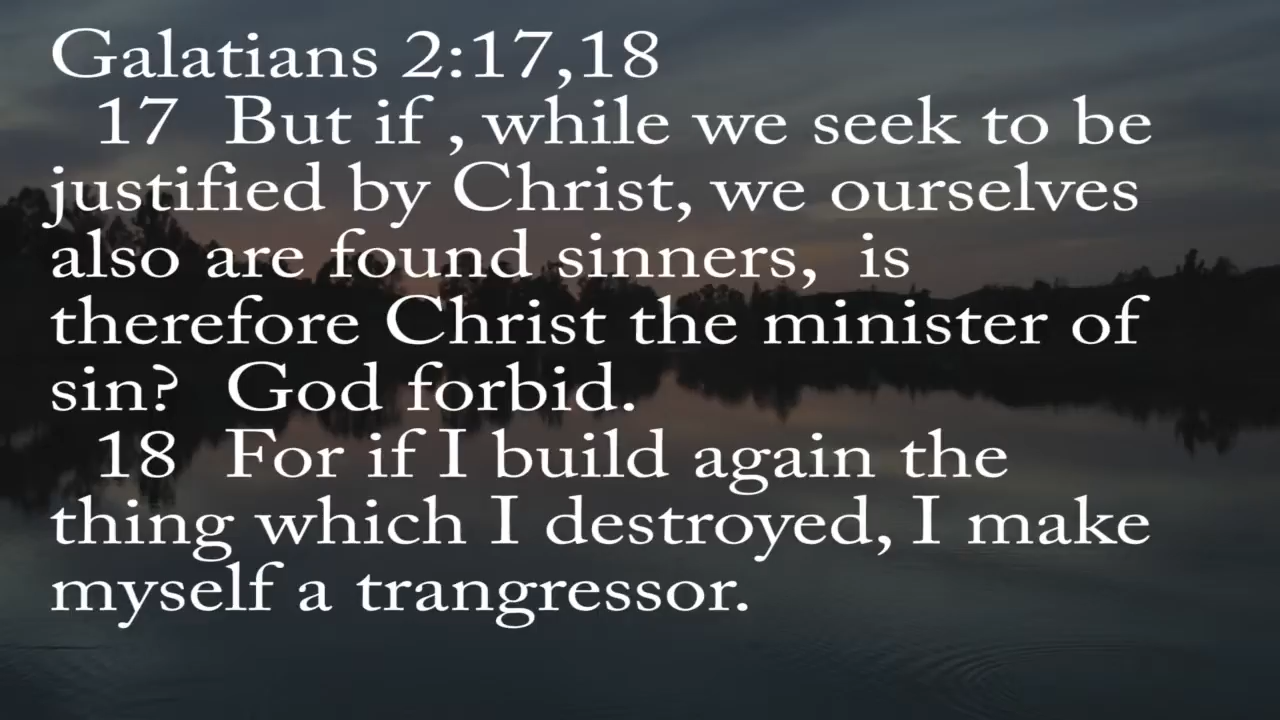 Galatians 2:17,18
17 But if , while we seek to be
justified by Christ, we ourselves
also are found sinners, is
therefore Christ the minister of
sin? God forbid.
18 For if I build again the
thing which I destroyed, I make
myself a trangressor.